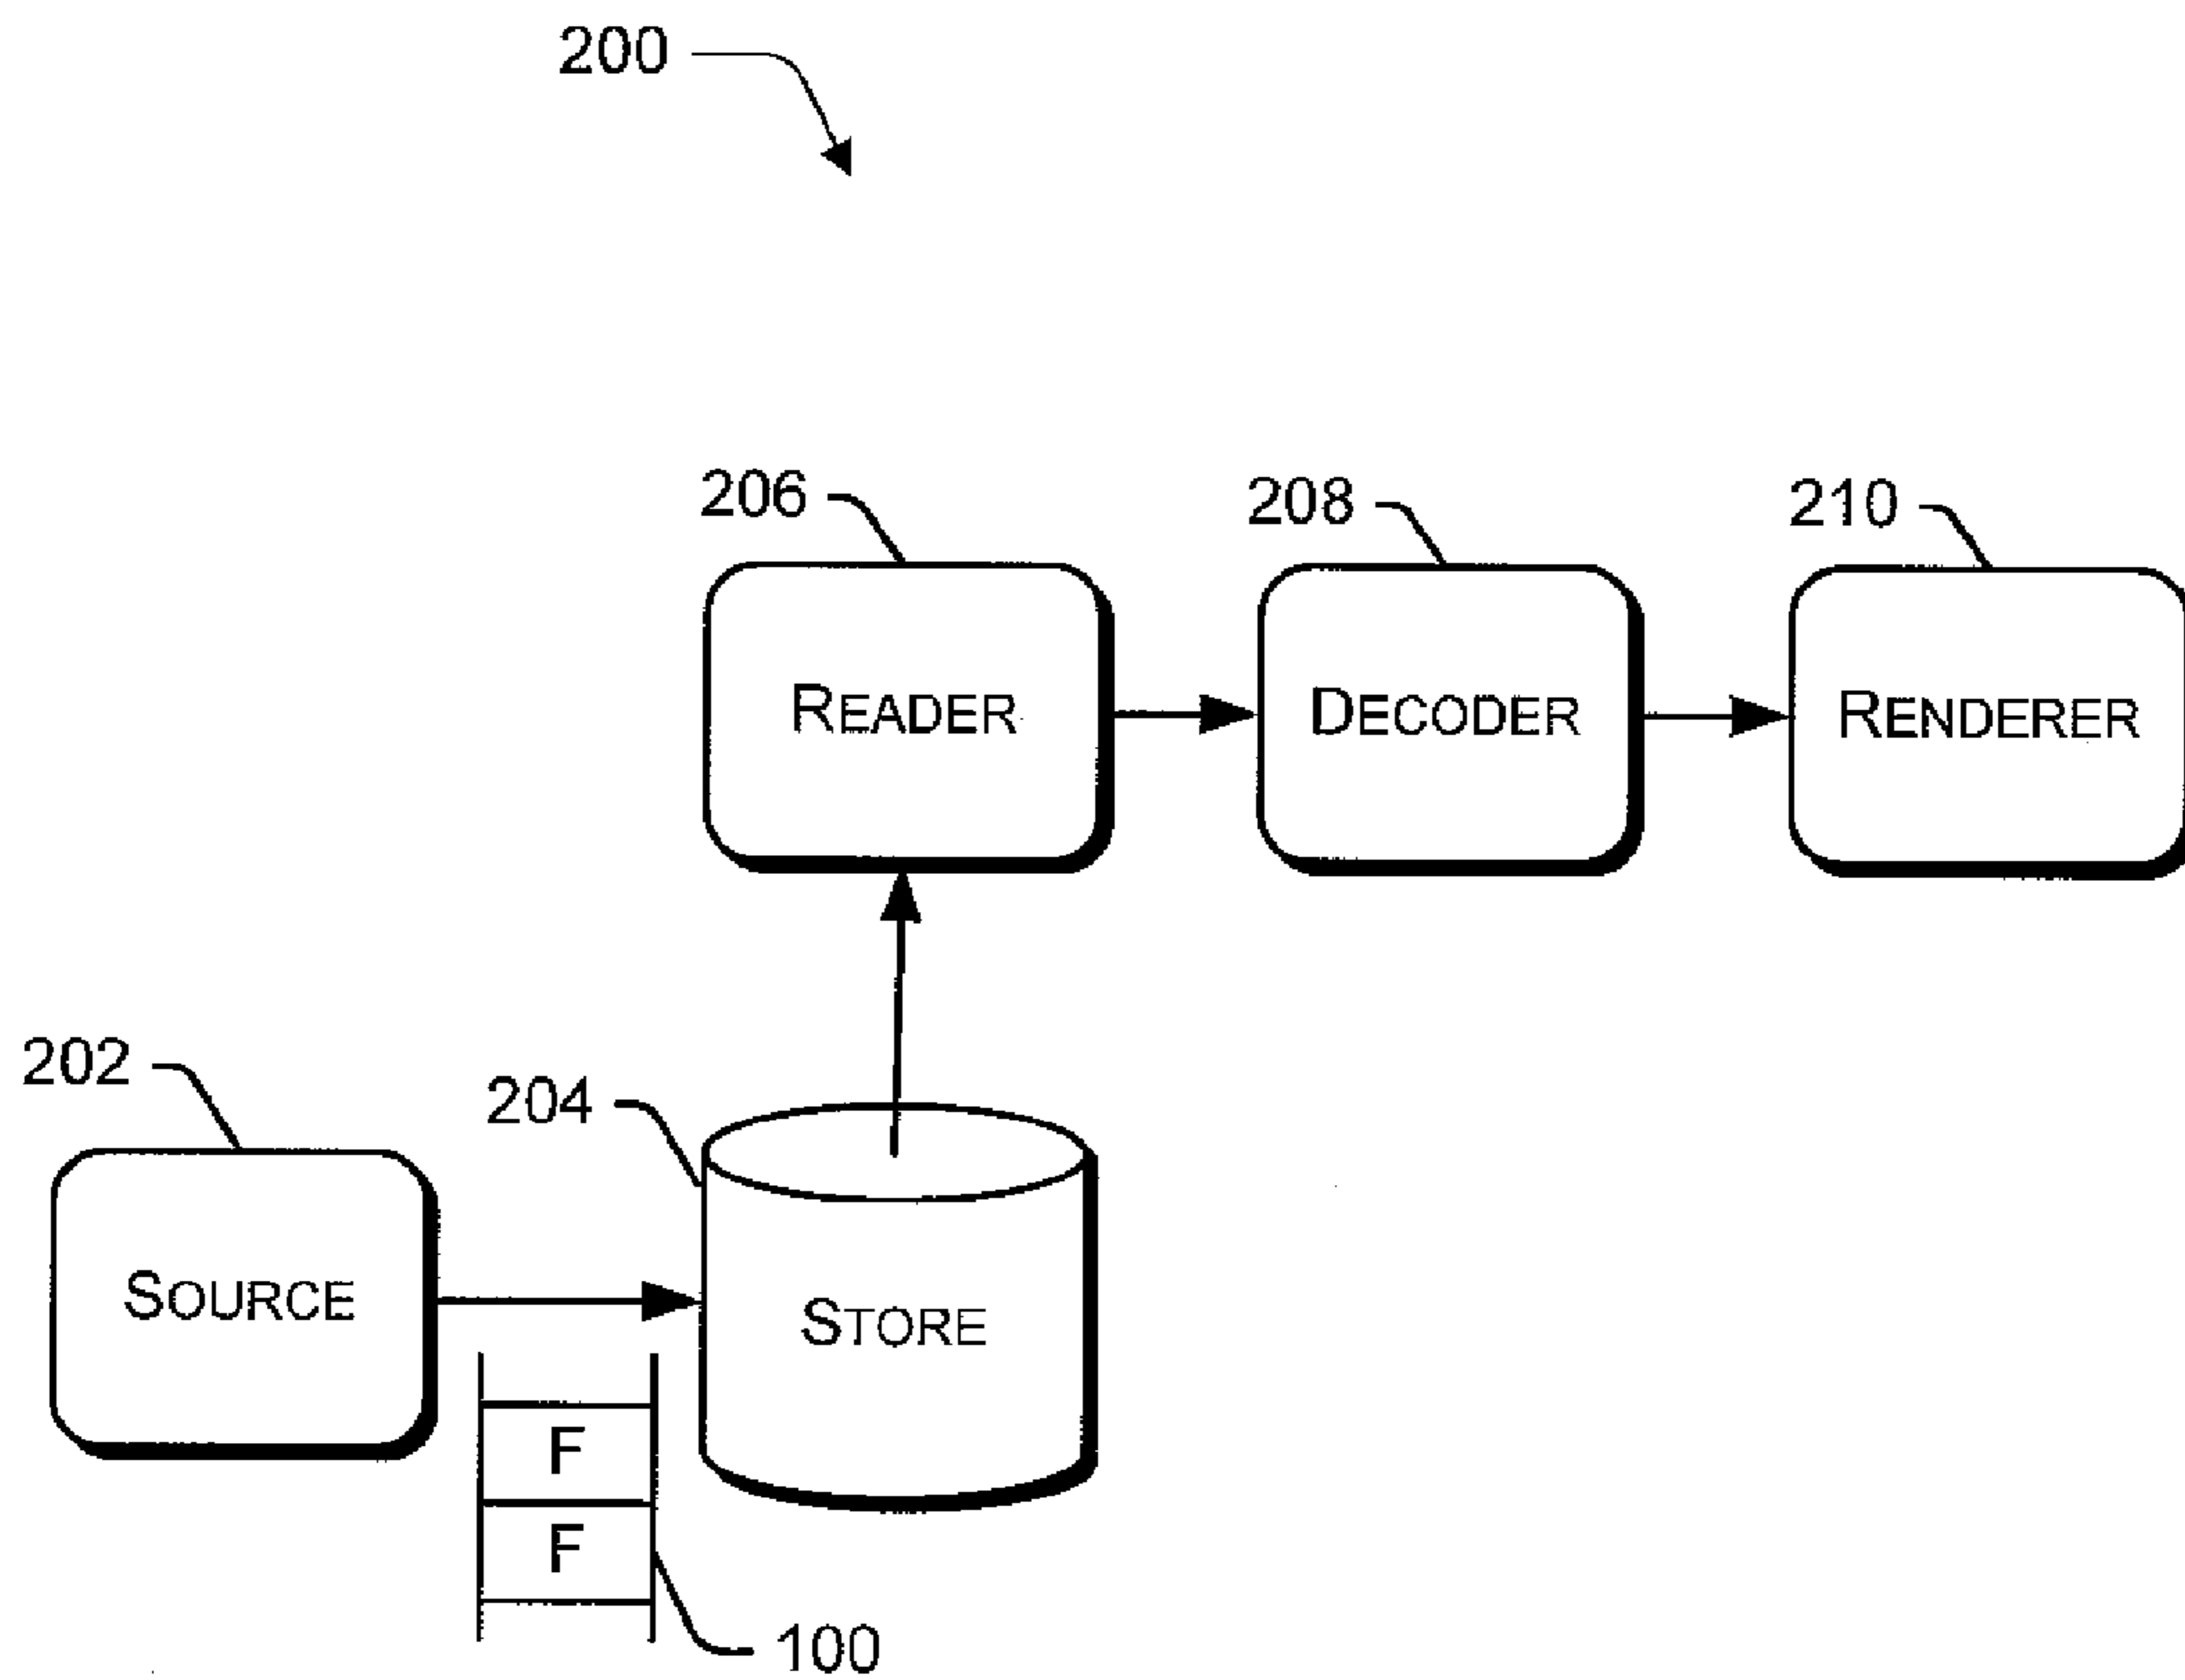 200
206
208
210
READER
DECODER
RENDERER
202
204
SOURCE
STORE
F
F
100